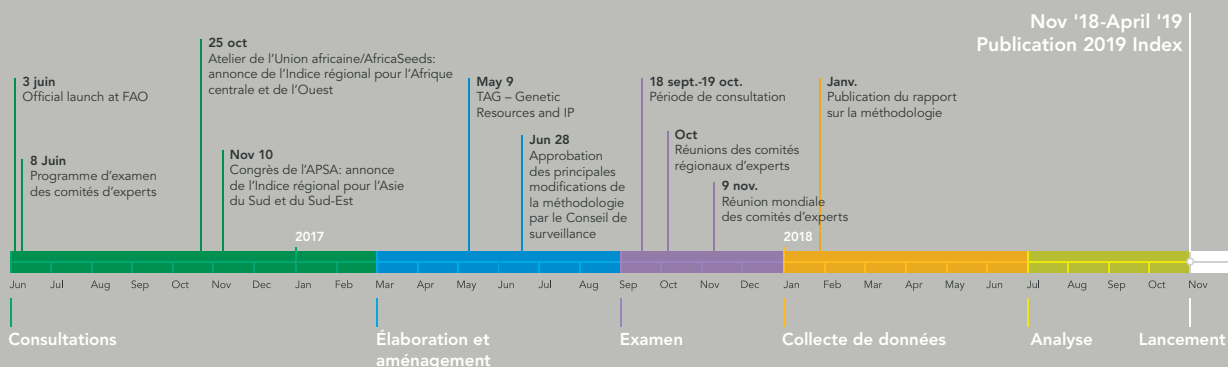 Nov '18-April '19
Publication 2019 Index
25 oct
Atelier de l'Union africaine/AfricaSeeds:
annonce de l'Indice régional pour l'Afrique
centrale et de l'Ouest
3 juin
Official launch at FAO
May 9
TAG – Genetic
Resources and IP
18 sept.-19 oct.
Période de consultation
Janv.
Publication du rapport
sur la méthodologie
8 Juin
Programme d'examen
des comités d'experts
Nov 10
Congrès de l'APSA: annonce
de l'Indice régional pour l'Asie
du Sud et du Sud-Est
Jun 28
Approbation
des principales
modifications de
la méthodologie
par le Conseil de
surveillance
Oct
Réunions des comités
régionaux d'experts
9 nov.
Réunion mondiale
des comités d'experts
2017
2018
Jun Jul Aug Sep Oct Nov Dec Jan Feb Mar Apr May Jun Jul Aug Sep Oct Nov Dec Jan Feb Mar Apr May Jun Jul Aug Sep Oct Nov
Consultations
Élaboration et
aménagement
Examen
Collecte de données
Analyse
Lancement